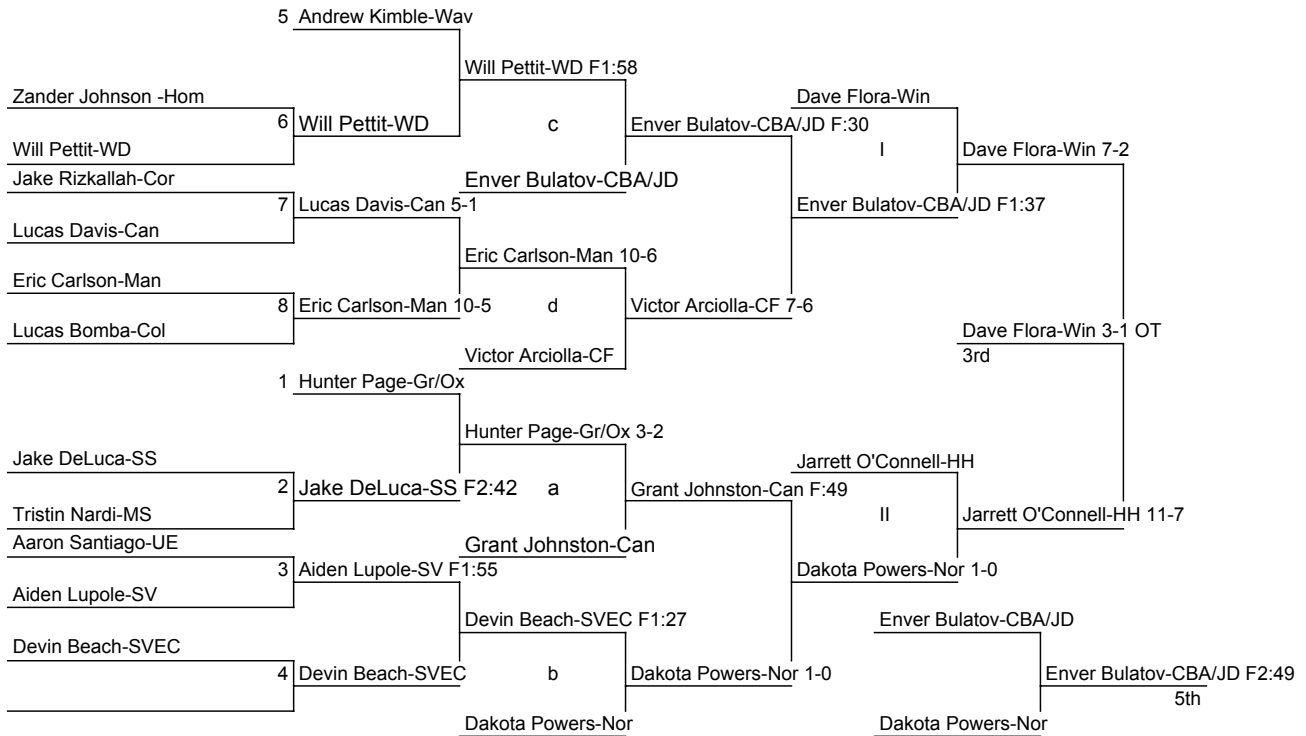 5 Andrew Kimble-Wav
Will Pettit-WD F1:58
Zander Johnson -Hom
Dave Flora-Win
6 Will Pettit-WD
c
Enver Bulatov-CBA/JD F:30
Will Pettit-WD
I
Dave Flora-Win 7-2
Jake Rizkallah-Cor
Enver Bulatov-CBA/JD
7 Lucas Davis-Can 5-1
Enver Bulatov-CBA/JD F1:37
Lucas Davis-Can
Eric Carlson-Man 10-6
Eric Carlson-Man
8 Eric Carlson-Man 10-5
d
Victor Arciolla-CF 7-6
Lucas Bomba-Col
Dave Flora-Win 3-1 OT
Victor Arciolla-CF
3rd
1 Hunter Page-Gr/Ox
Hunter Page-Gr/Ox 3-2
Jake DeLuca-SS
Jarrett O'Connell-HH
2 Jake DeLuca-SS F2:42
a
Grant Johnston-Can F:49
Tristin Nardi-MS
II
Jarrett O'Connell-HH 11-7
Aaron Santiago-UE
Grant Johnston-Can
3 Aiden Lupole-SV F1:55
Dakota Powers-Nor 1-0
Aiden Lupole-SV
Devin Beach-SVEC F1:27
Enver Bulatov-CBA/JD
Devin Beach-SVEC
4 Devin Beach-SVEC
b
Dakota Powers-Nor 1-0
Enver Bulatov-CBA/JD F2:49
5th
Dakota Powers-Nor
Dakota Powers-Nor